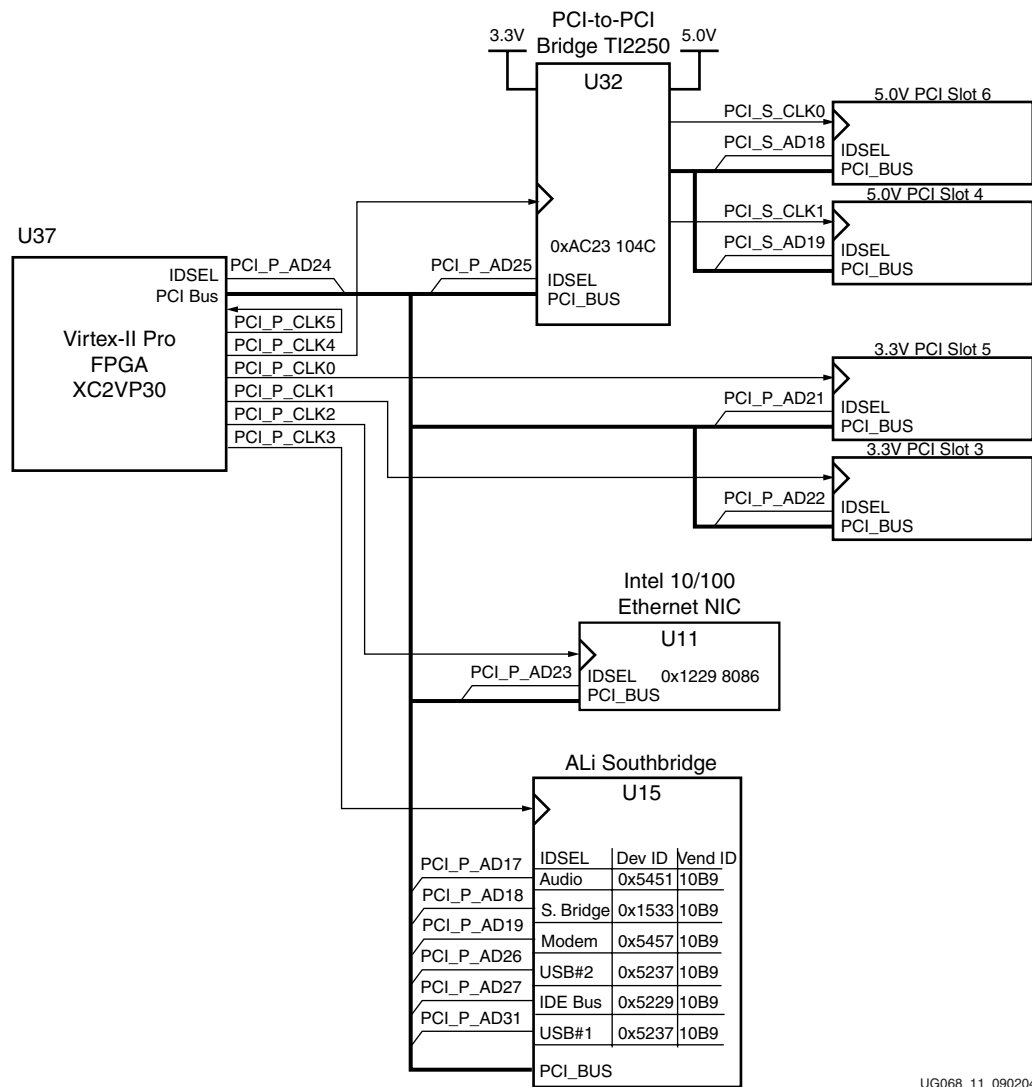 PCI-to-PCI
Bridge TI2250
3.3V
5.0V
U32
0xAC23 104C
IDSEL
PCI_BUS
PCI_S_CLK0
PCI_S_AD18
5.0V PCI Slot 6
IDSEL
PCI_BUS
PCI_S_CLK1
PCI_S_AD19
5.0V PCI Slot 4
IDSEL
PCI_BUS
U37
IDSEL
PCI Bus
Virtex-II Pro
FPGA
XC2VP30
PCI_P_AD24
PCI_P_AD25
PCI_P_CLK5
PCI_P_CLK4
PCI_P_CLK0
PCI_P_CLK1
PCI_P_CLK2
PCI_P_CLK3
3.3V PCI Slot 5
PCI_P_AD21
IDSEL
PCI_BUS
3.3V PCI Slot 3
PCI_P_AD22
IDSEL
PCI_BUS
Intel 10/100
Ethernet NIC
U11
PCI_P_AD23
IDSEL 0x1229 8086
PCI_BUS
ALi Southbridge
U15
IDSEL Dev ID Vend ID
PCI_P_AD17
Audio 0x5451 10B9
PCI_P_AD18
S. Bridge 0x1533 10B9
PCI_P_AD19
Modem 0x5457 10B9
PCI_P_AD26
USB#2 0x5237 10B9
PCI_P_AD27
IDE Bus 0x5229 10B9
PCI_P_AD31
USB#1 0x5237 10B9
PCI_BUS
UG068_11_090204